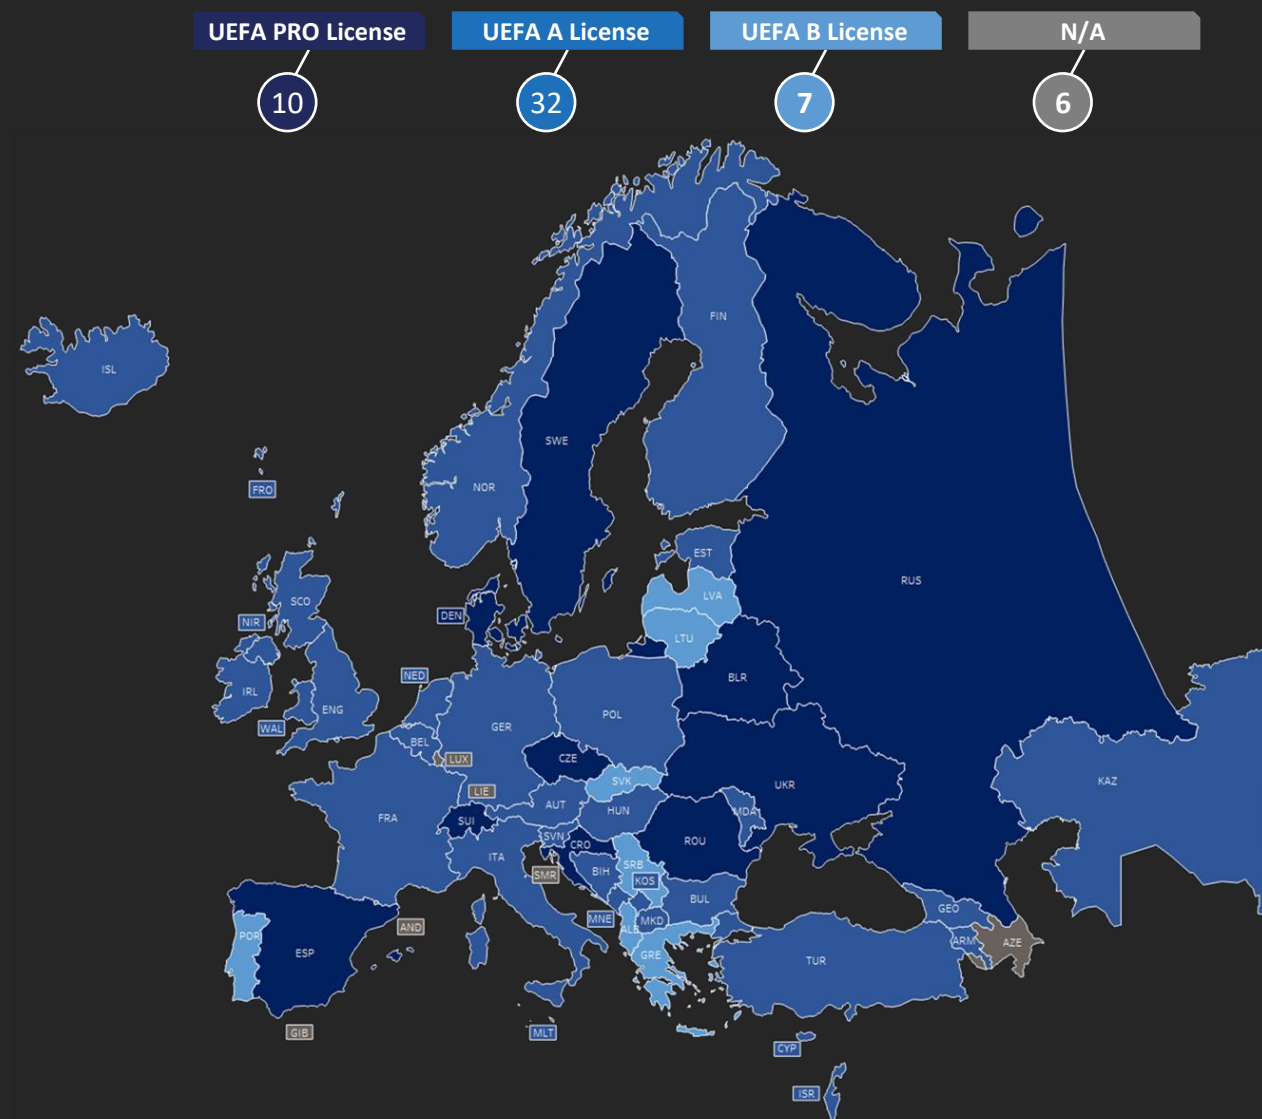 UEFA PRO License
UEFA A License
UEFA B License
N/A
10
32
7
6
FIN
ISL
SWE
NOR
FRO
EST
RUS
LVA
SCO
DEN
NIR
LTU
NED
BLR
IRL
ENG
POL
WAL
GER
BEL
LUX
CZE
SVK
UKR
KAZ
LIE
AUT
HUN
MDA
FRA
SUI
SVN
CRO
ROU
ITA
SRB
BIH
SMR
KOS
BUL
GEO
MNE
MKD
AND
ALB
POR
ESP
GRE
TUR
ARM
AZE
GIB
MLT
CYP
ISR